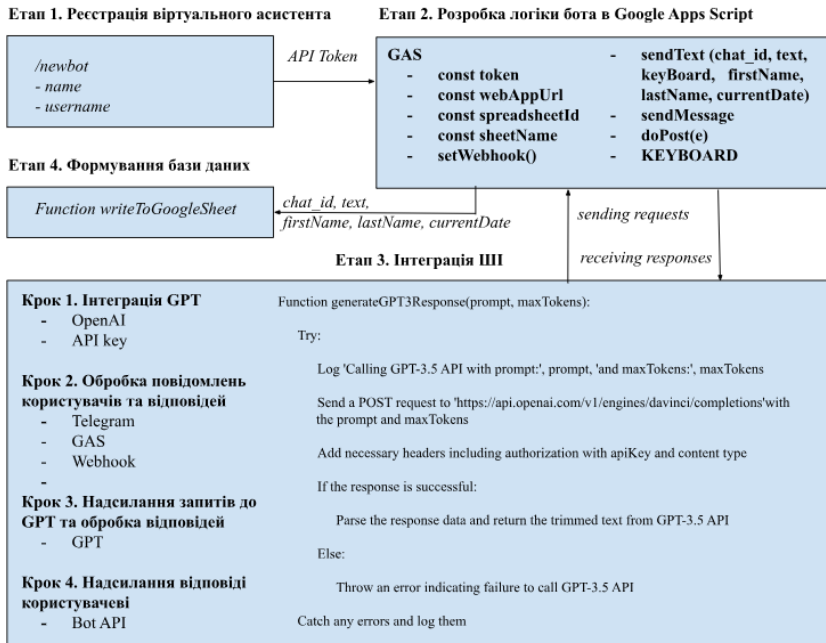 Етап 1. Реєстрація віртуального асистента
/newbot
- name
- username
API Token
Етап 2. Розробка логіки бота в Google Apps Script
GAS
- const token
- const webAppUrl
- const spreadsheetId
- const sheetName
- setWebhook()
- sendText (chat_id, text,
keyBoard, firstName,
lastName, currentDate)
- sendMessage
- doPost(e)
- KEYBOARD
Етап 4. Формування бази даних
Function writeToGoogleSheet
chat_id, text,
firstName, lastName, currentDate
sending requests
receiving responses
Етап 3. Інтеграція ШІ
Крок 1. Інтеграція GPT
- OpenAI
- API key
Крок 2. Обробка повідомлень
користувачів та відповідей
- Telegram
- GAS
- Webhook
-
Крок 3. Надсилання запитів до
GPT та обробка відповідей
- GPT
Крок 4. Надсилання відповіді
користувачеві
- Bot API
Function generateGPT3Response(prompt, maxTokens):
Try:
Log 'Calling GPT-3.5 API with prompt:', prompt, 'and maxTokens:', maxTokens
Send a POST request to 'https://api.openai.com/v1/engines/davinci/completions'with
the prompt and maxTokens
Add necessary headers including authorization with apiKey and content type
If the response is successful:
Parse the response data and return the trimmed text from GPT-3.5 API
Else:
Throw an error indicating failure to call GPT-3.5 API
Catch any errors and log them